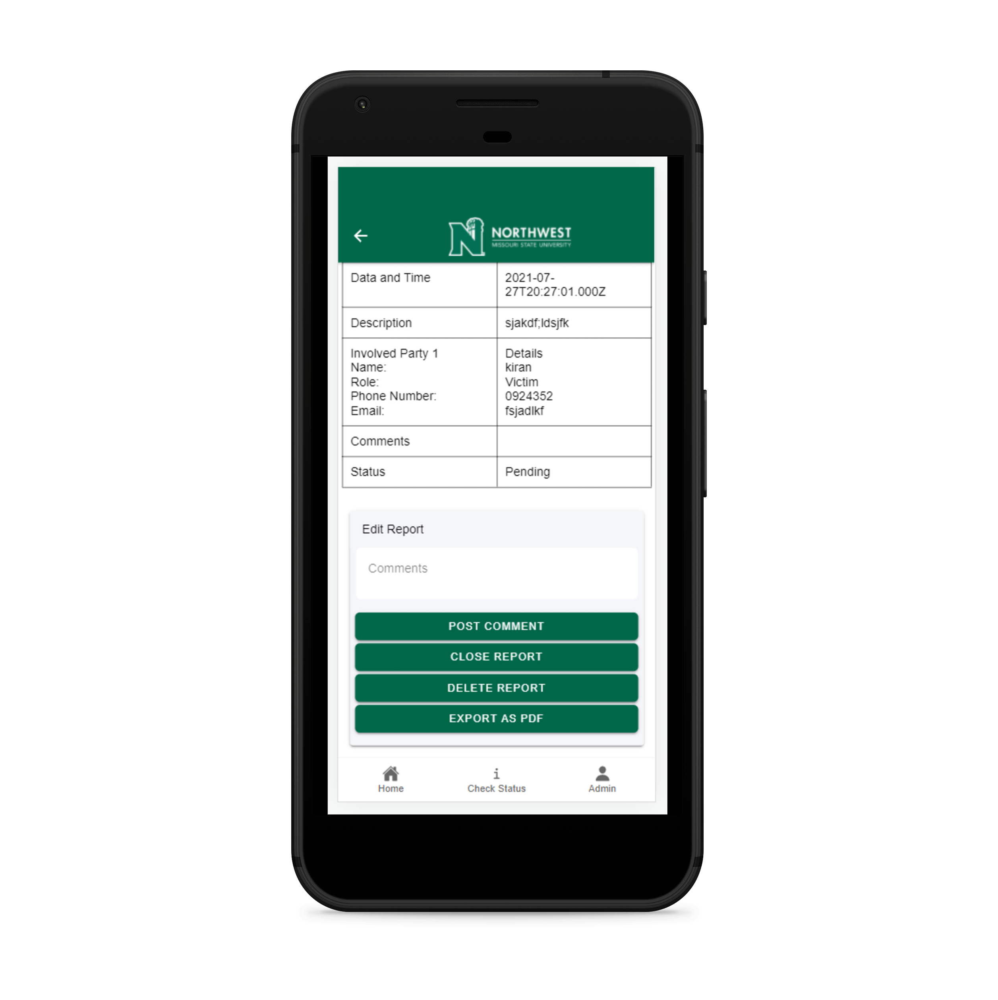 NORTHWEST
MISSOURI STATE UNIVERSITY
Data and Time
2021-07-
27T20:27:01.000Z
Description
sjakdf;ldsjfk
Involved Party 1
Details
Name:
kiran
Role:
Victim
Phone Number:
0924352
Email:
fsjadlkf
Comments
Status
Pending
Edit Report
Comments
POST COMMENT
CLOSE REPORT
DELETE REPORT
EXPORT AS PDF
Home
Check Status
Admin